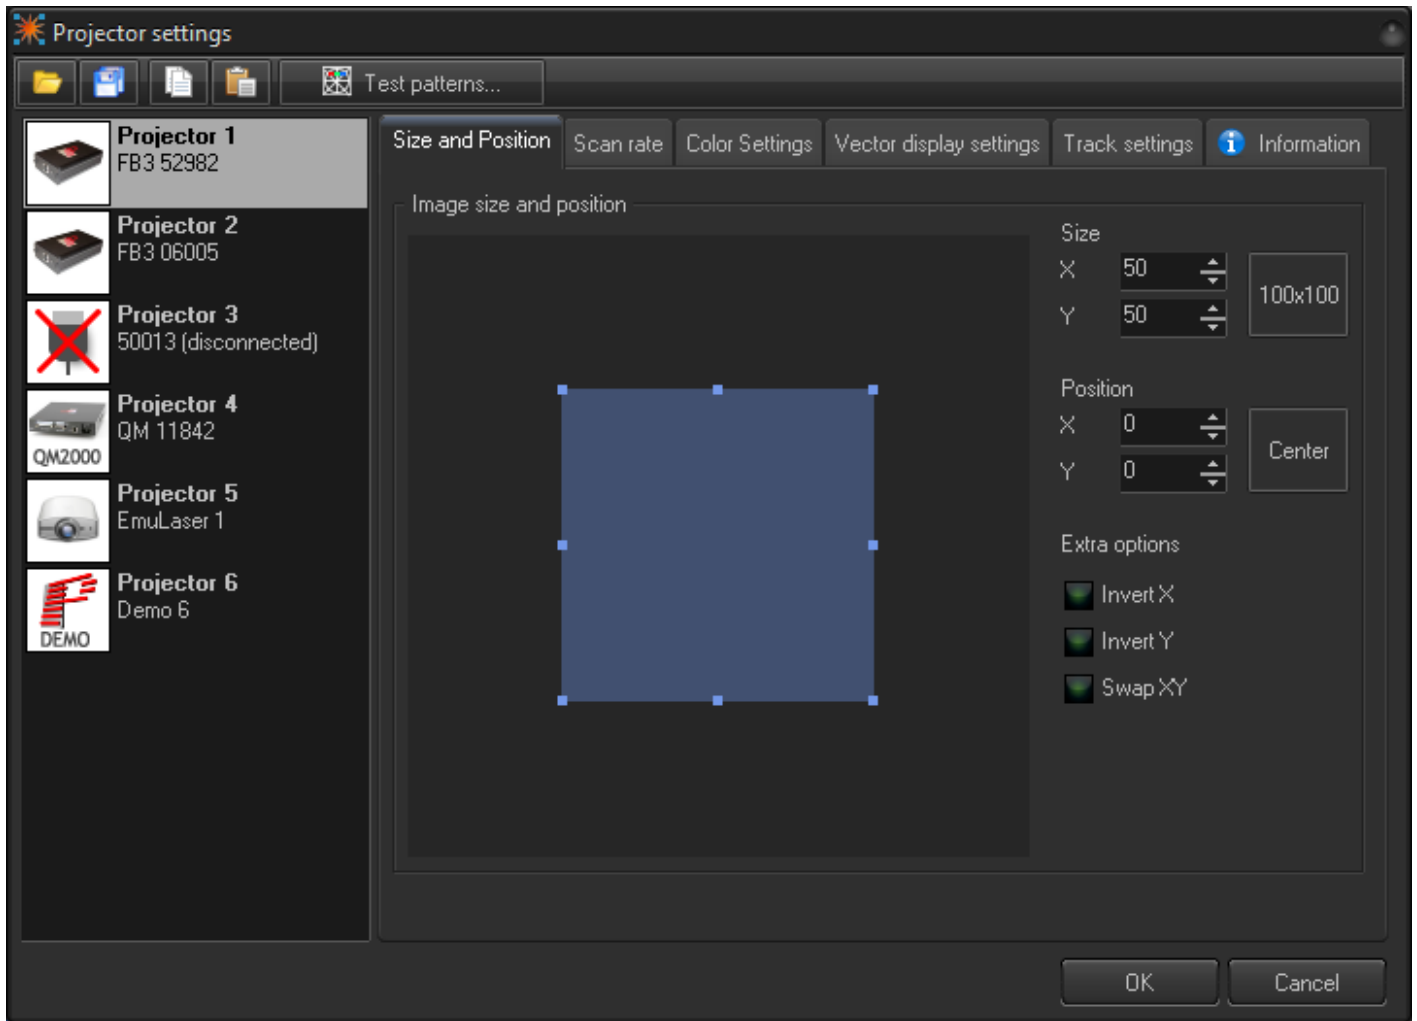 Projector settings
Test patterns...
Projector 1
FB3 52982
Projector 2
FB3 06005
Projector 3
50013 (disconnected)
Projector 4
QM 11842
QM2000
Projector 5
EmuLaser 1
Projector 6
Demo 6
DEMO
Size and Position
Scan rate
Color Settings
Vector display settings
Track settings
i Information
Image size and position
Size
X 50
Y 50
100x100
Position
X 0
Y 0
Center
Extra options
Invert X
Invert Y
Swap XY
OK
Cancel